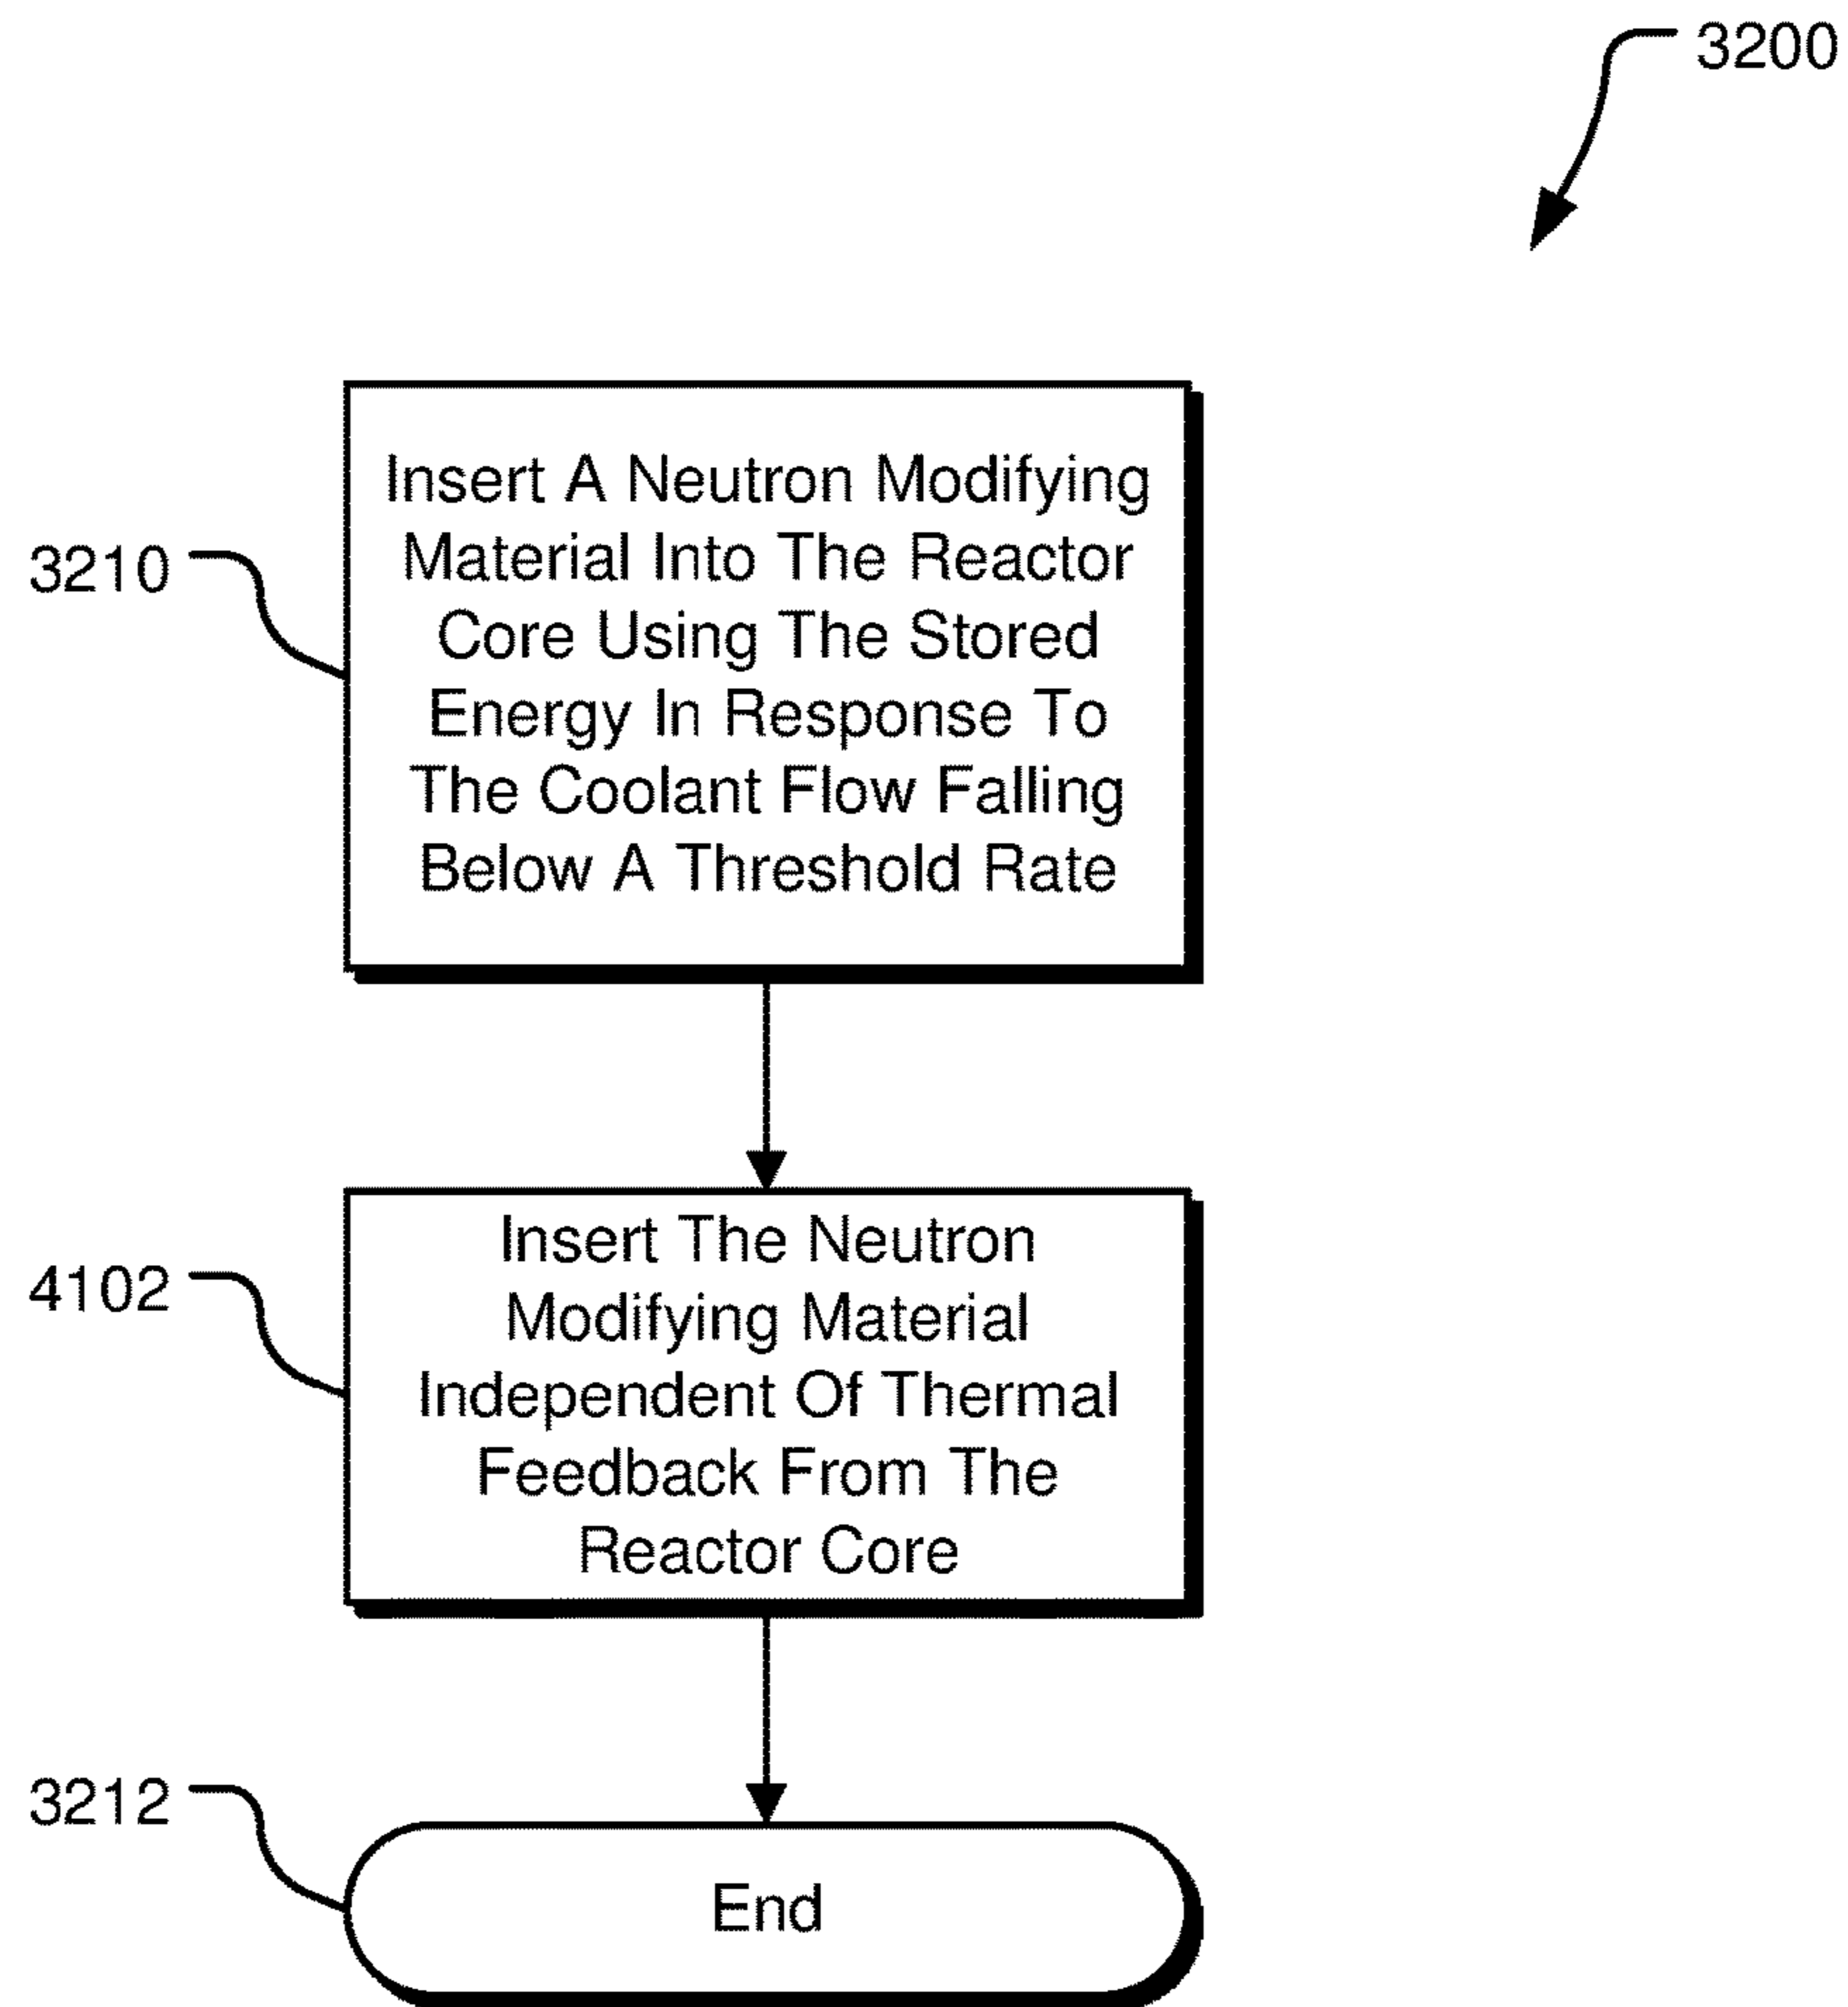 3200
3210
Insert A Neutron Modifying
Material Into The Reactor
Core Using The Stored
Energy In Response To
The Coolant Flow Falling
Below A Threshold Rate
4102
Insert The Neutron
Modifying Material
Independent Of Thermal
Feedback From The
Reactor Core
3212
End